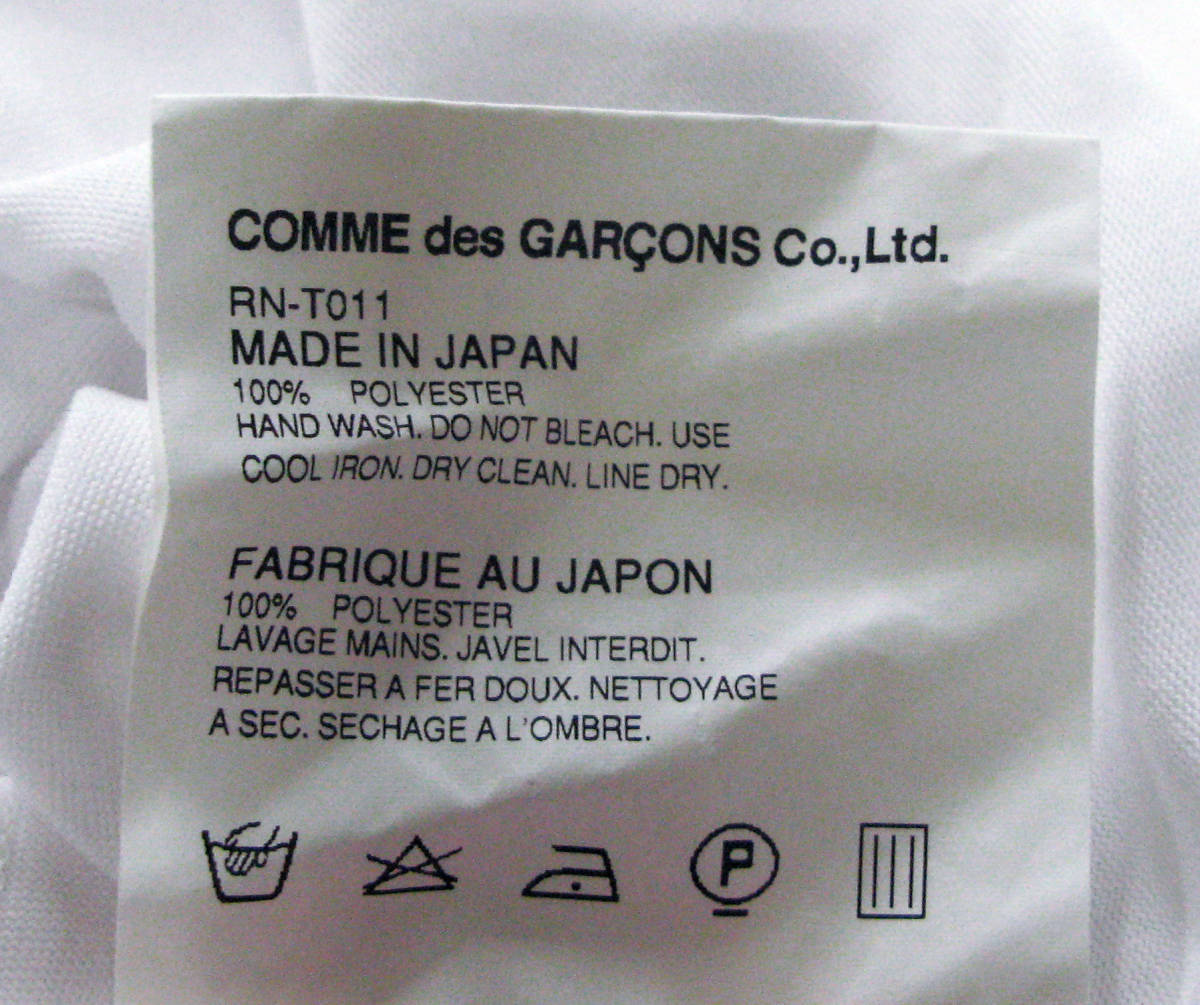 COMME des GARÇONS Co.,Ltd.
RN-T011
MADE IN JAPAN
100% POLYESTER
HAND WASH. DO NOT BLEACH. USE
COOL IRON. DRY CLEAN. LINE DRY.
FABRIQUE AU JAPON
100% POLYESTER
LAVAGE MAINS. JAVEL INTERDIT.
REPASSER A FER DOUX. NETTOYAGE
A SEC. SECHAGE A L'OMBRE.
P